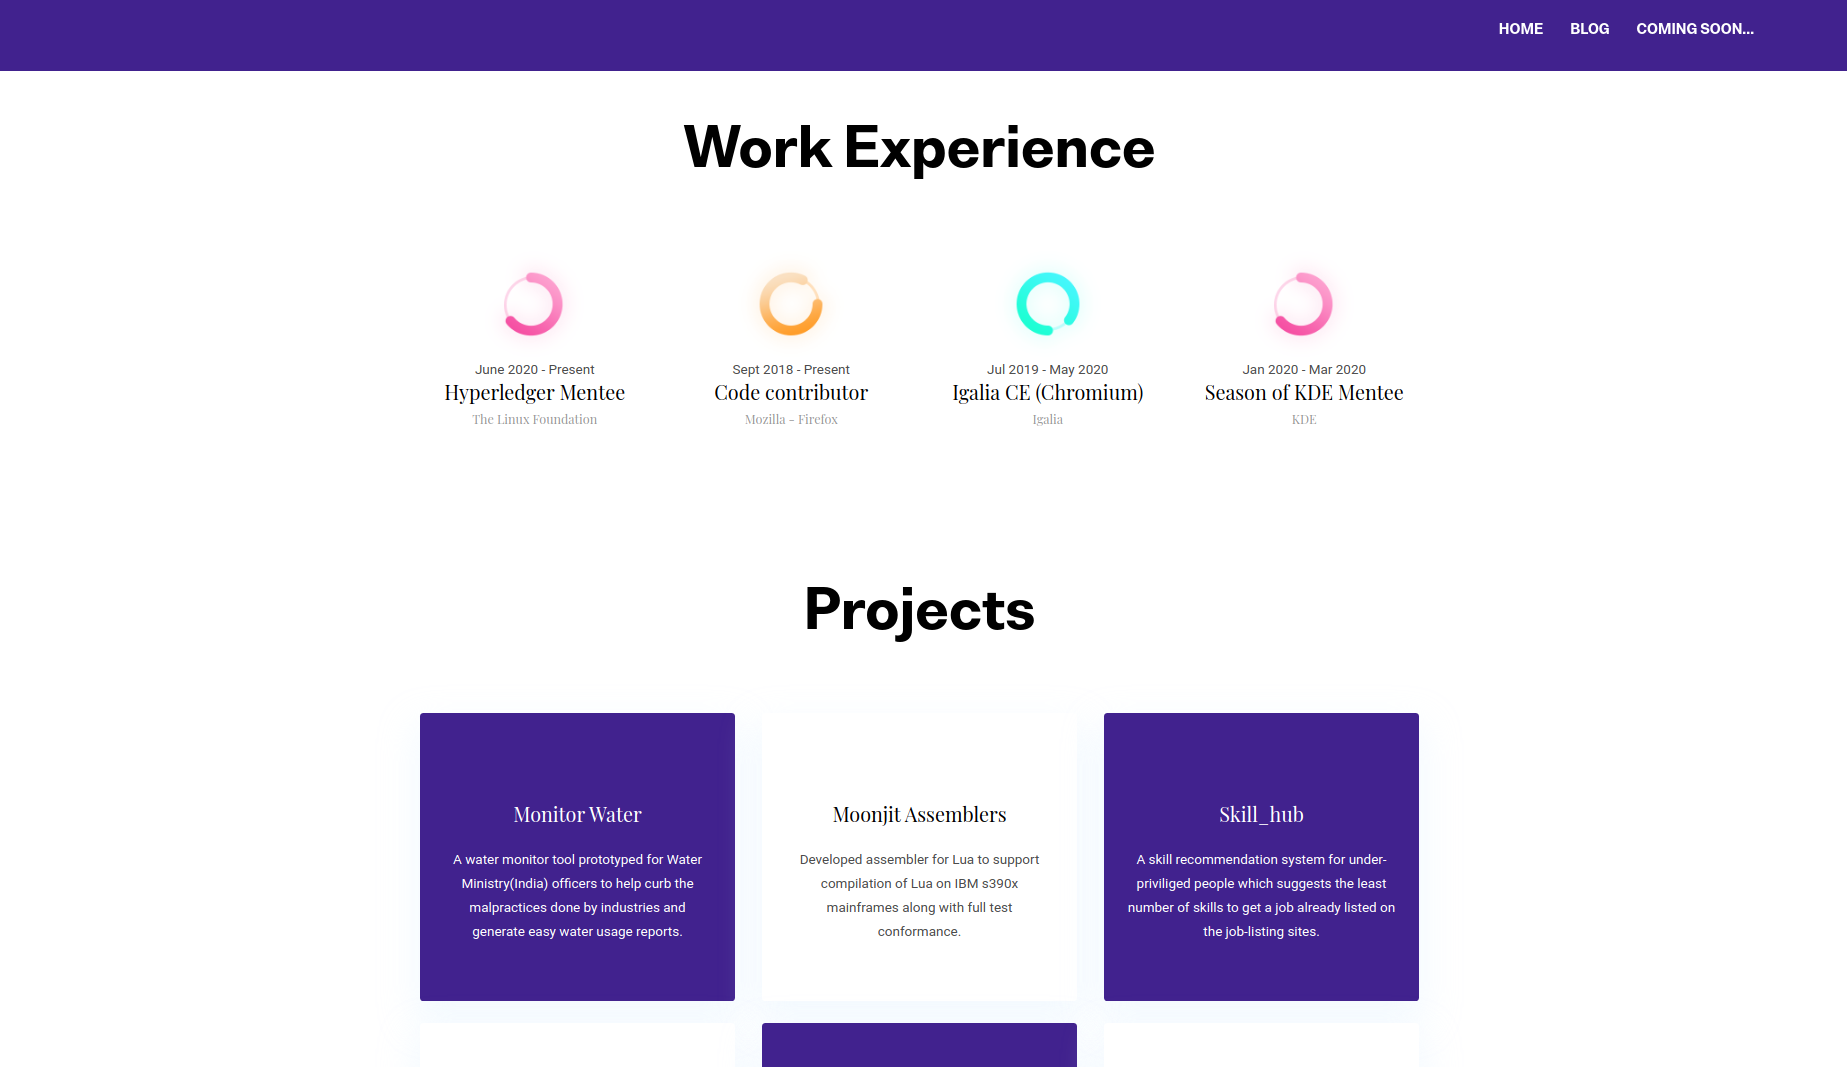 HOME BLOG COMING SOON...
Work Experience
June 2020 - Present
Hyperledger Mentee
The Linux Foundation
Sept 2018 - Present
Code contributor
Mozilla - Firefox
Jul 2019 - May 2020
Igalia CE (Chromium)
Igalia
Jan 2020 - Mar 2020
Season of KDE Mentee
KDE
Projects
Monitor Water
A water monitor tool prototyped for Water
Ministry(India) officers to help curb the
malpractices done by industries and
generate easy water usage reports.
Moonjit Assemblers
Developed assembler for Lua to support
compilation of Lua on IBM s390x
mainframes along with full test
conformance.
Skill_hub
A skill recommendation system for under-
priviliged people which suggests the least
number of skills to get a job already listed on
the job-listing sites.